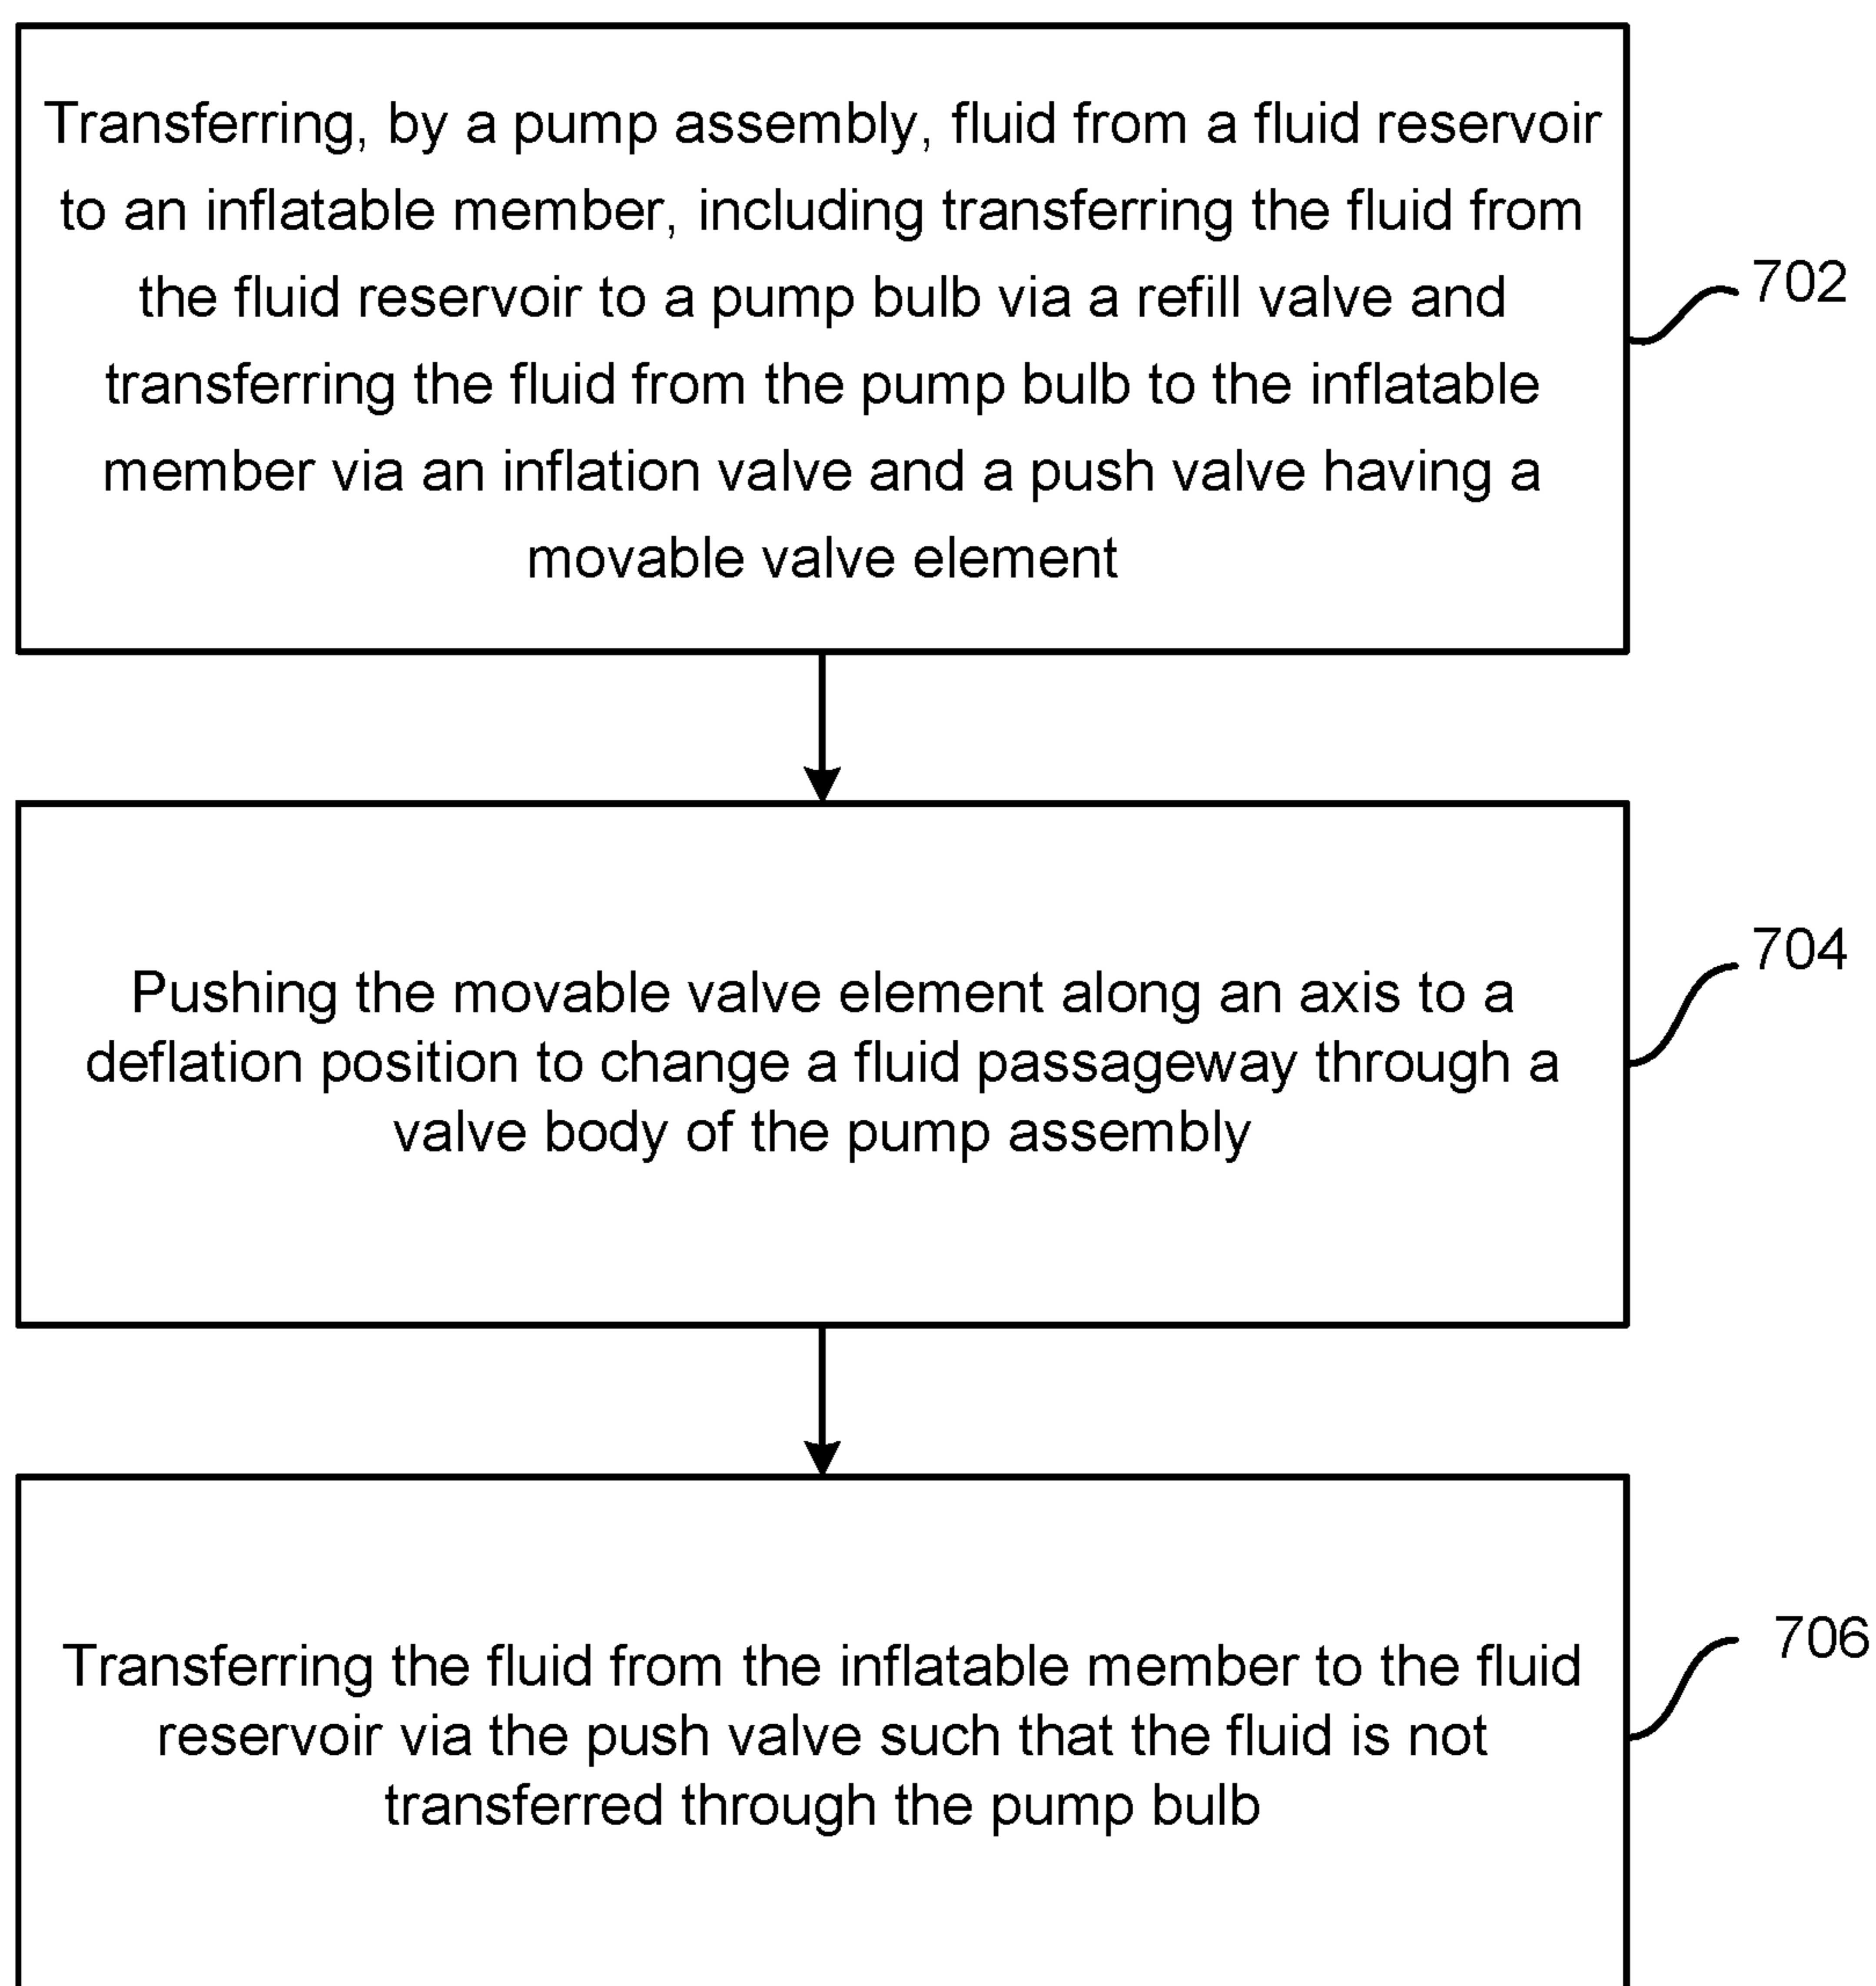 Transferring, by a pump assembly, fluid from a fluid reservoir
to an inflatable member, including transferring the fluid from
the fluid reservoir to a pump bulb via a refill valve and
transferring the fluid from the pump bulb to the inflatable
member via an inflation valve and a push valve having a
movable valve element
702
Pushing the movable valve element along an axis to a
deflation position to change a fluid passageway through a
valve body of the pump assembly
704
Transferring the fluid from the inflatable member to the fluid
reservoir via the push valve such that the fluid is not
transferred through the pump bulb
706